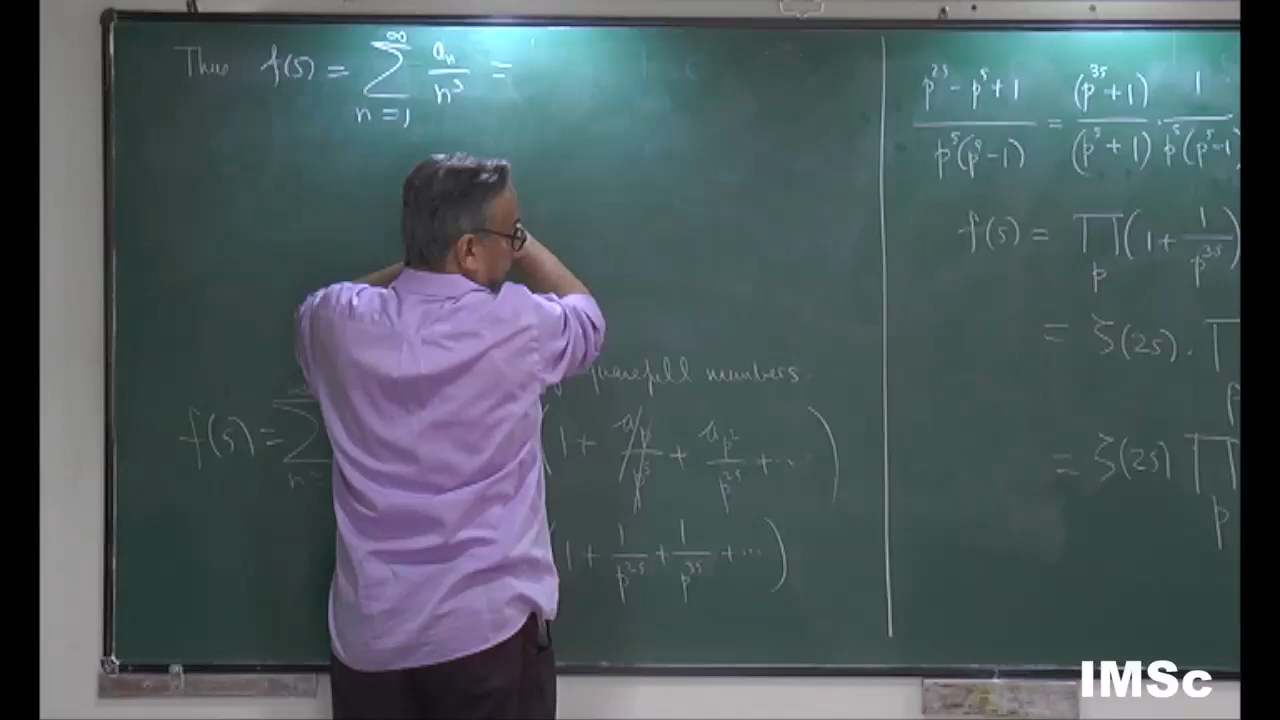 Thus f(s) = ∑_{n=1}^{∞} a_n / n^s =
squarefull numbers.
f(s) = ∑ (1 + a_p/p^s + a_{p^2}/p^{2s} + ...)
(1 + 1/p^{2s} + 1/p^{3s} + ...)
(p^{2s} - p^s + 1) / (p^s(p^s - 1)) = (p^{3s} + 1)/(p^s + 1) · 1/(p^s(p^s - 1)
f(s) = ∏_p (1 + 1/p^{3s})
= ζ(2s) · ∏
= ζ(2s) ∏_p
IMSc